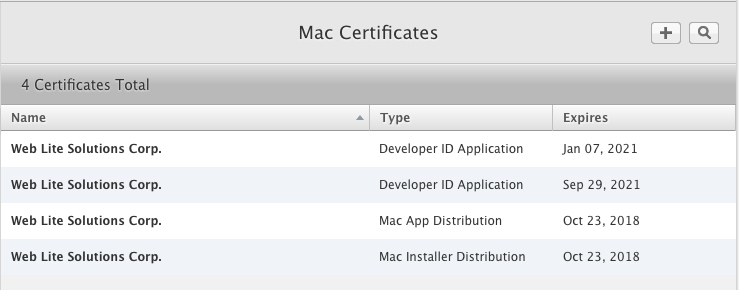 Mac Certificates
4 Certificates Total
Name Type Expires
Web Lite Solutions Corp. Developer ID Application Jan 07, 2021
Web Lite Solutions Corp. Developer ID Application Sep 29, 2021
Web Lite Solutions Corp. Mac App Distribution Oct 23, 2018
Web Lite Solutions Corp. Mac Installer Distribution Oct 23, 2018